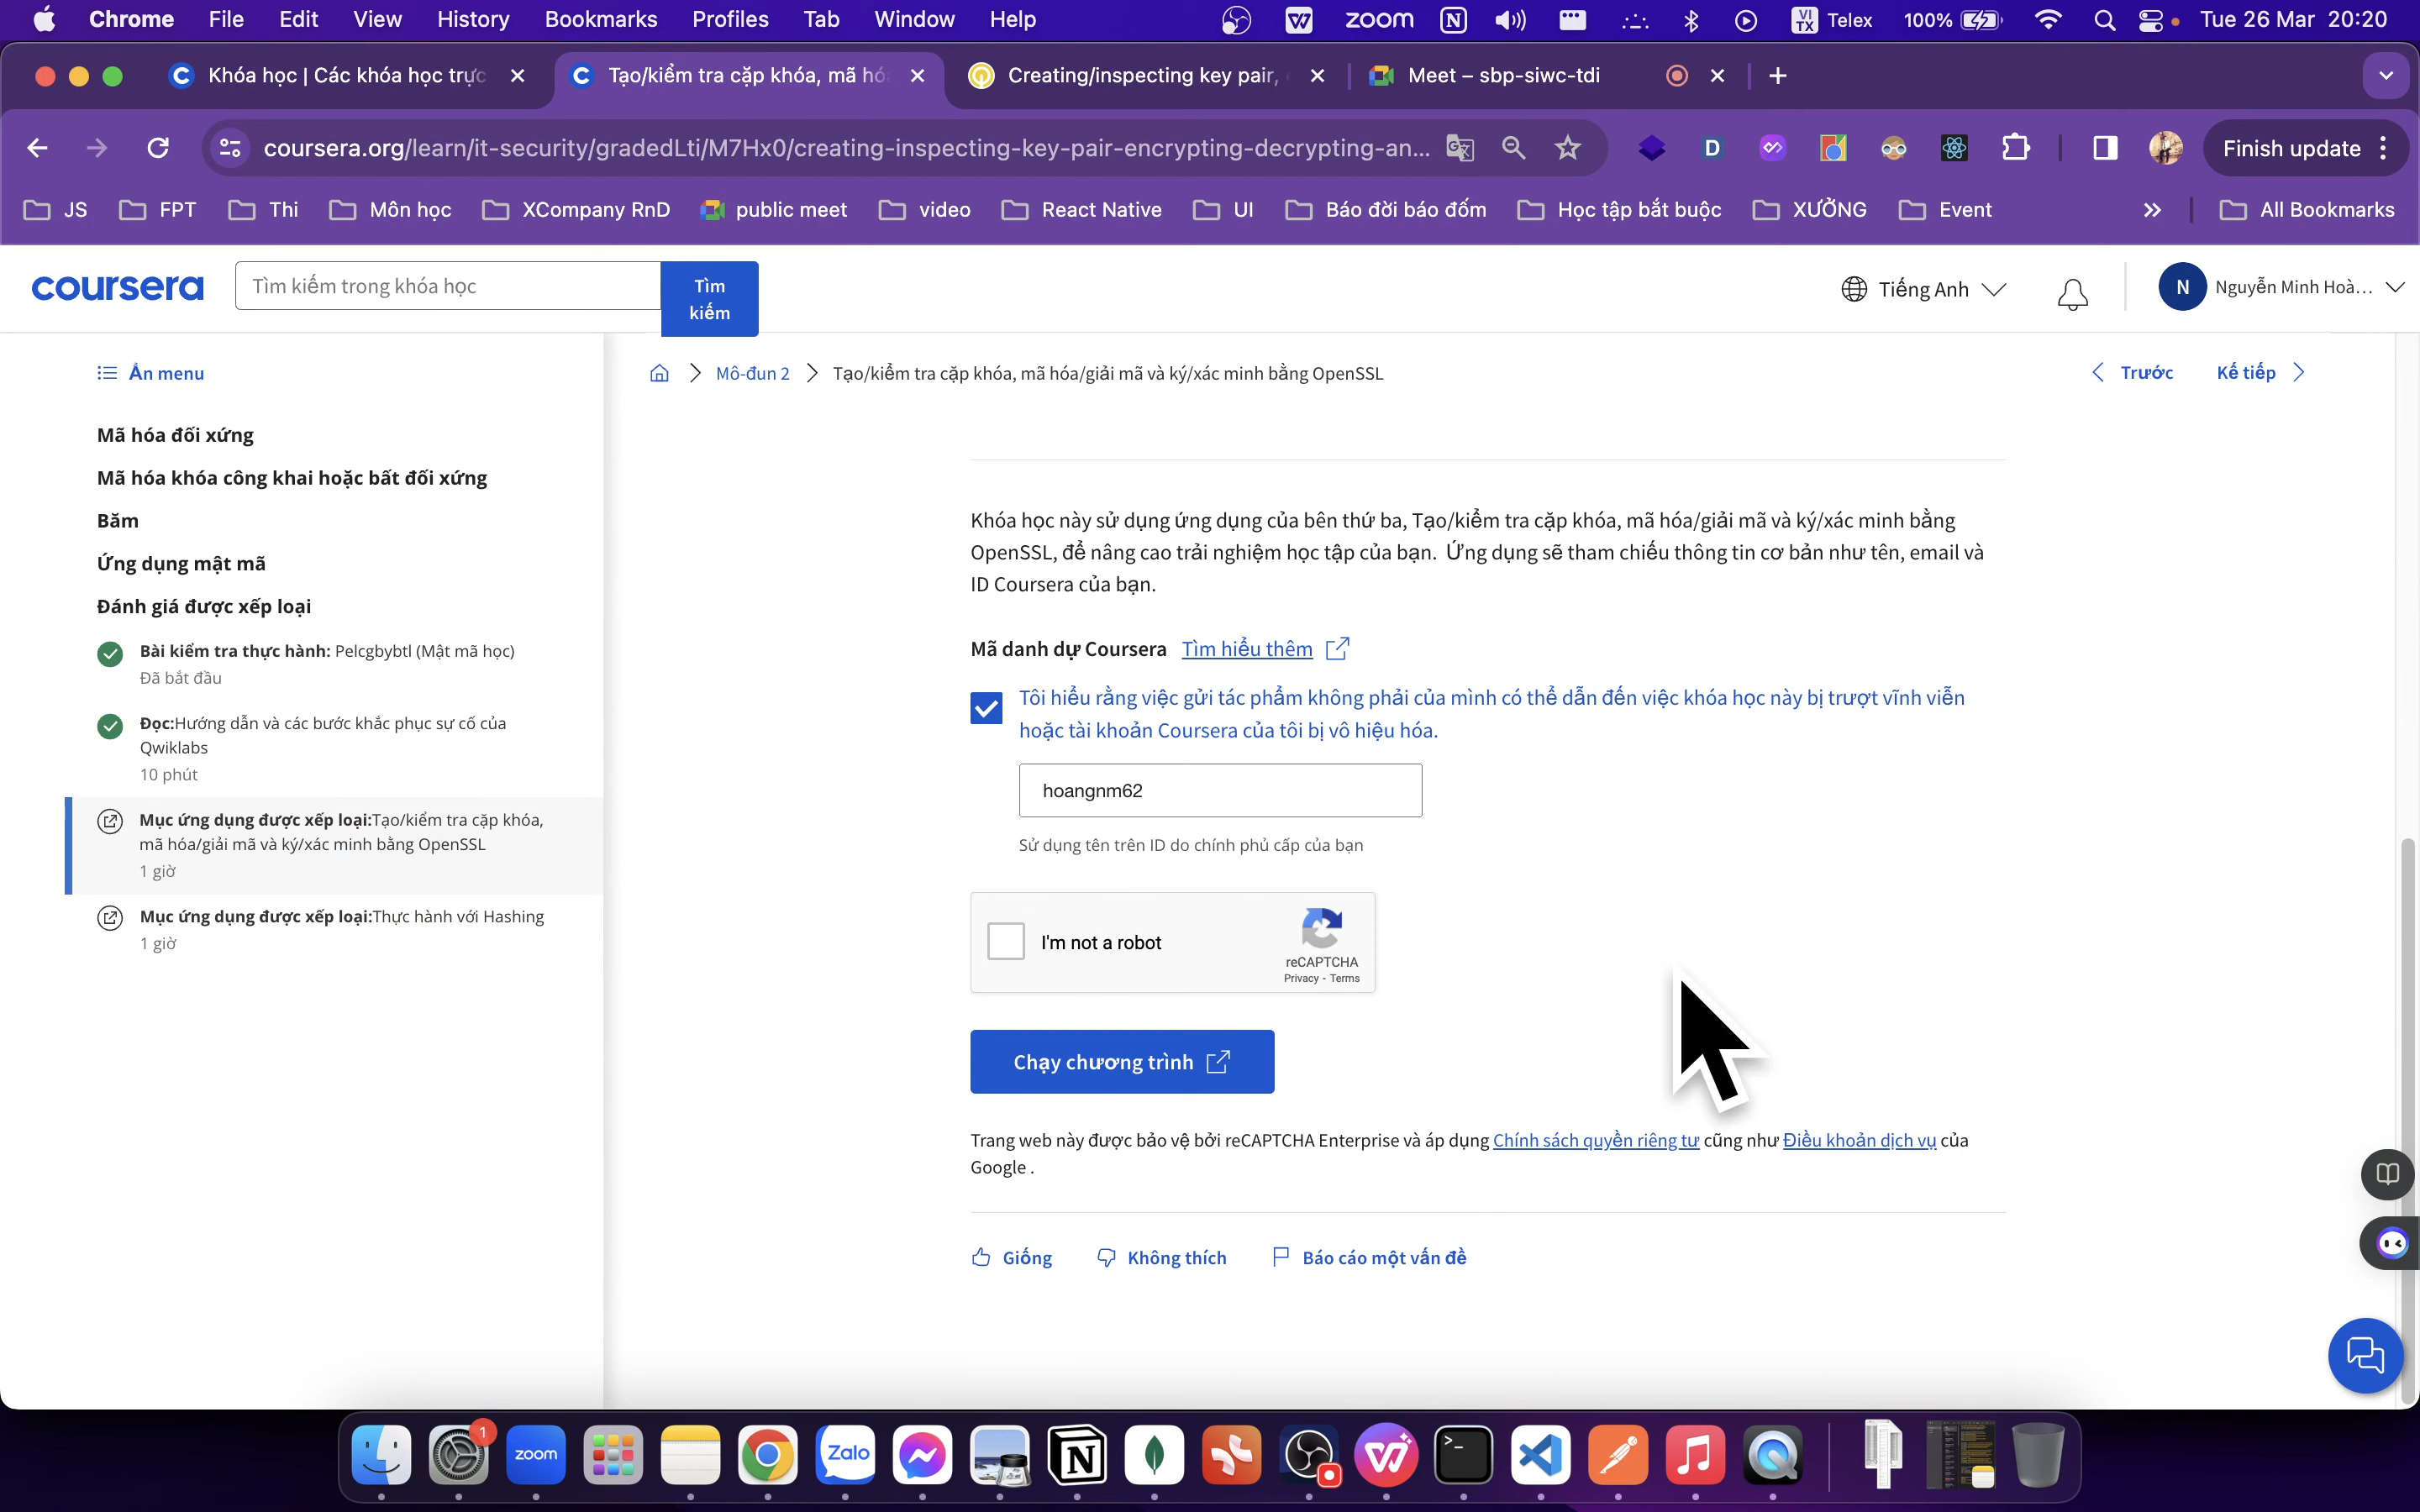 Chrome File Edit View History Bookmarks Profiles Tab Window Help
zoom
VI TX Telex 100% Tue 26 Mar 20:20
Khóa học | Các khóa học trực
Tạo/kiểm tra cặp khóa, mã hó
Creating/inspecting key pair,
Meet – sbp-siwc-tdi
coursera.org/learn/it-security/gradedLti/M7Hx0/creating-inspecting-key-pair-encrypting-decrypting-an...
Finish update
JS FPT Thi Môn học XCompany RnD public meet video React Native UI Báo đời báo đốm Học tập bắt buộc XƯỞNG Event
All Bookmarks
coursera
Tìm kiếm trong khóa học
Tìm
kiếm
Tiếng Anh
N
Nguyễn Minh Hoà...
Ẩn menu
Mô-đun 2
Tạo/kiểm tra cặp khóa, mã hóa/giải mã và ký/xác minh bằng OpenSSL
Trước
Kế tiếp
Mã hóa đối xứng
Mã hóa khóa công khai hoặc bất đối xứng
Băm
Ứng dụng mật mã
Đánh giá được xếp loại
Bài kiểm tra thực hành: Pelcgbybtl (Mật mã học)
Đã bắt đầu
Đọc:Hướng dẫn và các bước khắc phục sự cố của
Qwiklabs
10 phút
Mục ứng dụng được xếp loại:Tạo/kiểm tra cặp khóa,
mã hóa/giải mã và ký/xác minh bằng OpenSSL
1 giờ
Mục ứng dụng được xếp loại:Thực hành với Hashing
1 giờ
Khóa học này sử dụng ứng dụng của bên thứ ba, Tạo/kiểm tra cặp khóa, mã hóa/giải mã và ký/xác minh bằng
OpenSSL, để nâng cao trải nghiệm học tập của bạn. Ứng dụng sẽ tham chiếu thông tin cơ bản như tên, email và
ID Coursera của bạn.
Mã danh dự Coursera Tìm hiểu thêm
Tôi hiểu rằng việc gửi tác phẩm không phải của mình có thể dẫn đến việc khóa học này bị trượt vĩnh viễn
hoặc tài khoản Coursera của tôi bị vô hiệu hóa.
hoangnm62
Sử dụng tên trên ID do chính phủ cấp của bạn
I'm not a robot
reCAPTCHA
Privacy - Terms
Chạy chương trình
Trang web này được bảo vệ bởi reCAPTCHA Enterprise và áp dụng Chính sách quyền riêng tư cũng như Điều khoản dịch vụ của
Google .
Giống
Không thích
Báo cáo một vấn đề
1
zoom
Zalo